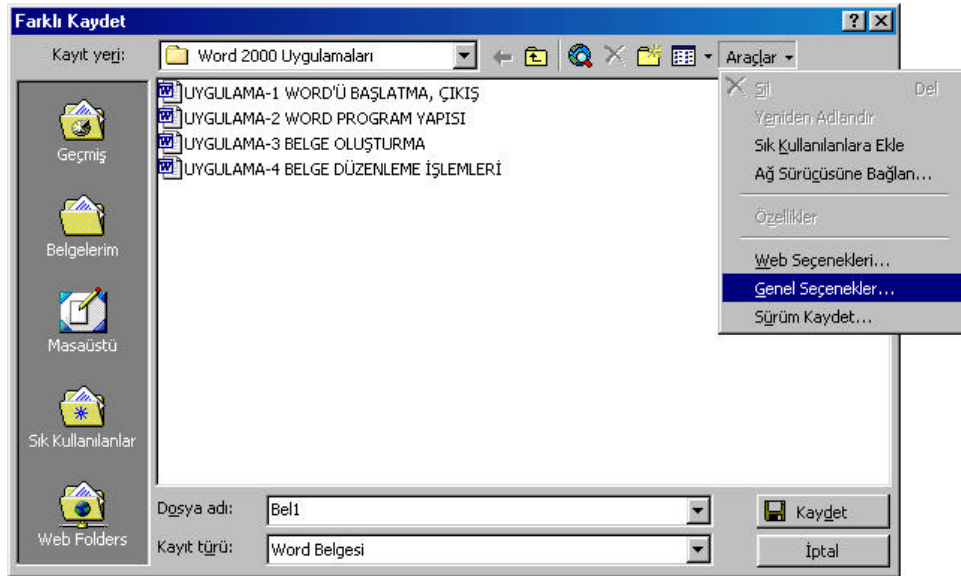 Farklı Kaydet
Kayıt yeri: Word 2000 Uygulamaları Araçlar
UYGULAMA-1 WORD'Ü BAŞLATMA, ÇIKIŞ
UYGULAMA-2 WORD PROGRAM YAPISI
UYGULAMA-3 BELGE OLUŞTURMA
UYGULAMA-4 BELGE DÜZENLEME İŞLEMLERİ
Geçmiş
Belgelerim
Masaüstü
Sık Kullanılanlar
Web Folders
Sil Del
Yeniden Adlandır
Sık Kullanılanlara Ekle
Ağ Sürücüsüne Bağlan...
Özellikler
Web Seçenekleri...
Genel Seçenekler...
Sürüm Kaydet...
Dosya adı: Bel1 Kaydet
Kayıt türü: Word Belgesi İptal